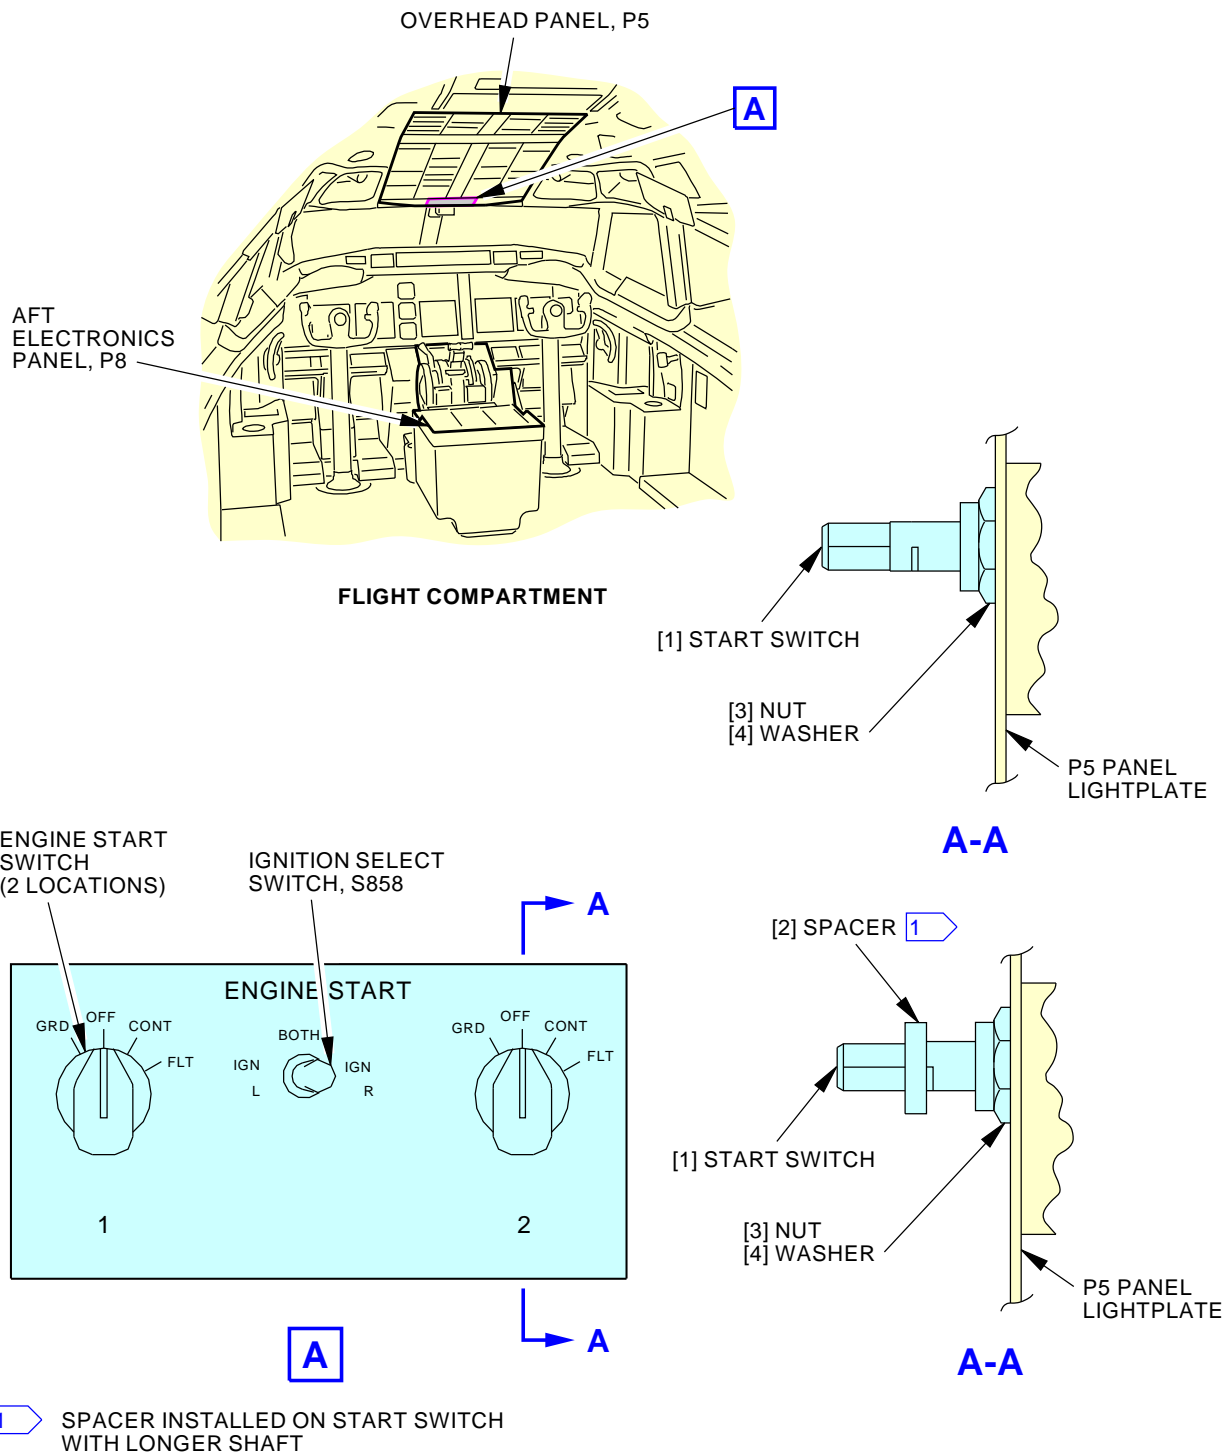 OVERHEAD PANEL, P5
A
AFT
ELECTRONICS
PANEL, P8
FLIGHT COMPARTMENT
[1] START SWITCH
[3] NUT
[4] WASHER
P5 PANEL
LIGHTPLATE
A-A
ENGINE START
SWITCH
(2 LOCATIONS)
IGNITION SELECT
SWITCH, S858
A
ENGINE START
GRD OFF CONT FLT
IGN L BOTH IGN R
GRD OFF CONT FLT
1
2
A
A
[2] SPACER 1
[1] START SWITCH
[3] NUT
[4] WASHER
P5 PANEL
LIGHTPLATE
A-A
1 SPACER INSTALLED ON START SWITCH
WITH LONGER SHAFT